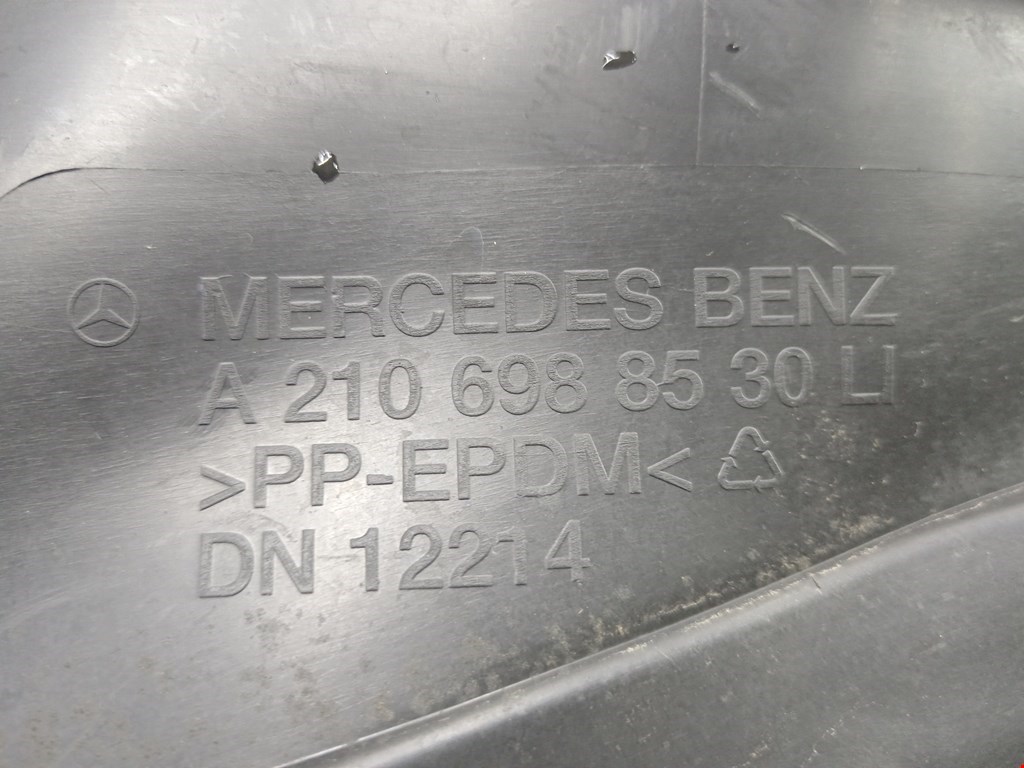 MERCEDES BENZ
A 210 698 85 30 LI
>PP-EPDM<
DN 12214